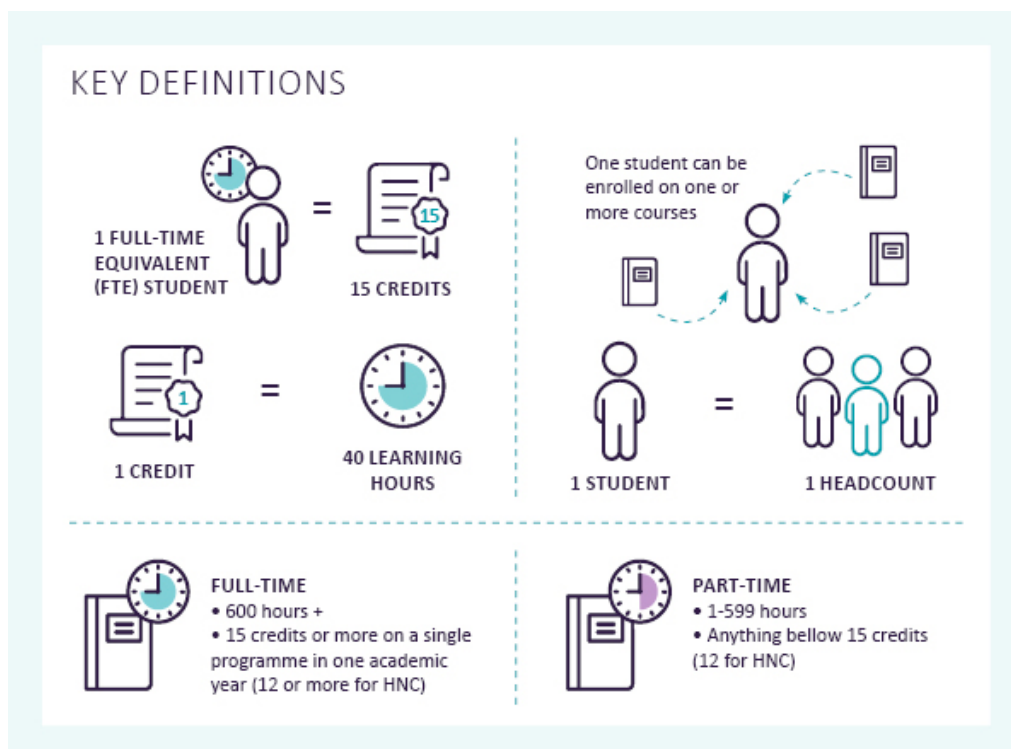 KEY DEFINITIONS
1 FULL-TIME
EQUIVALENT
(FTE) STUDENT
=
15
15 CREDITS
1
1 CREDIT
=
40 LEARNING
HOURS
One student can be
enrolled on one or
more courses
1 STUDENT
=
1 HEADCOUNT
FULL-TIME
• 600 hours +
• 15 credits or more on a single
programme in one academic
year (12 or more for HNC)
PART-TIME
• 1-599 hours
• Anything bellow 15 credits
(12 for HNC)